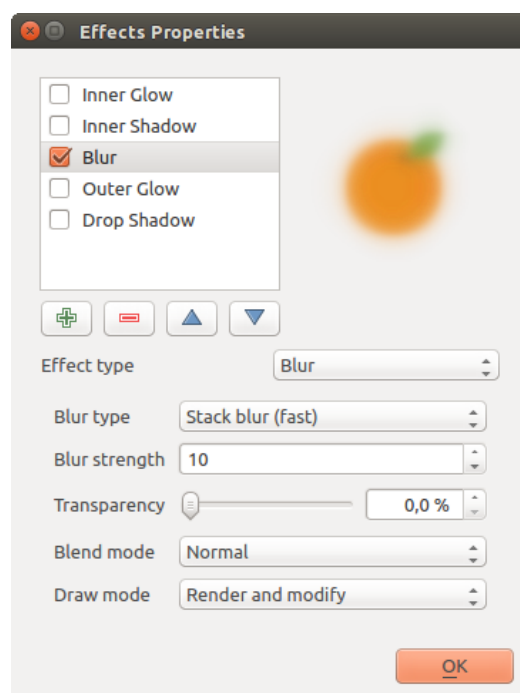 Effects Properties
Inner Glow
Inner Shadow
Blur
Outer Glow
Drop Shadow
Effect type Blur
Blur type Stack blur (fast)
Blur strength 10
Transparency 0,0 %
Blend mode Normal
Draw mode Render and modify
OK